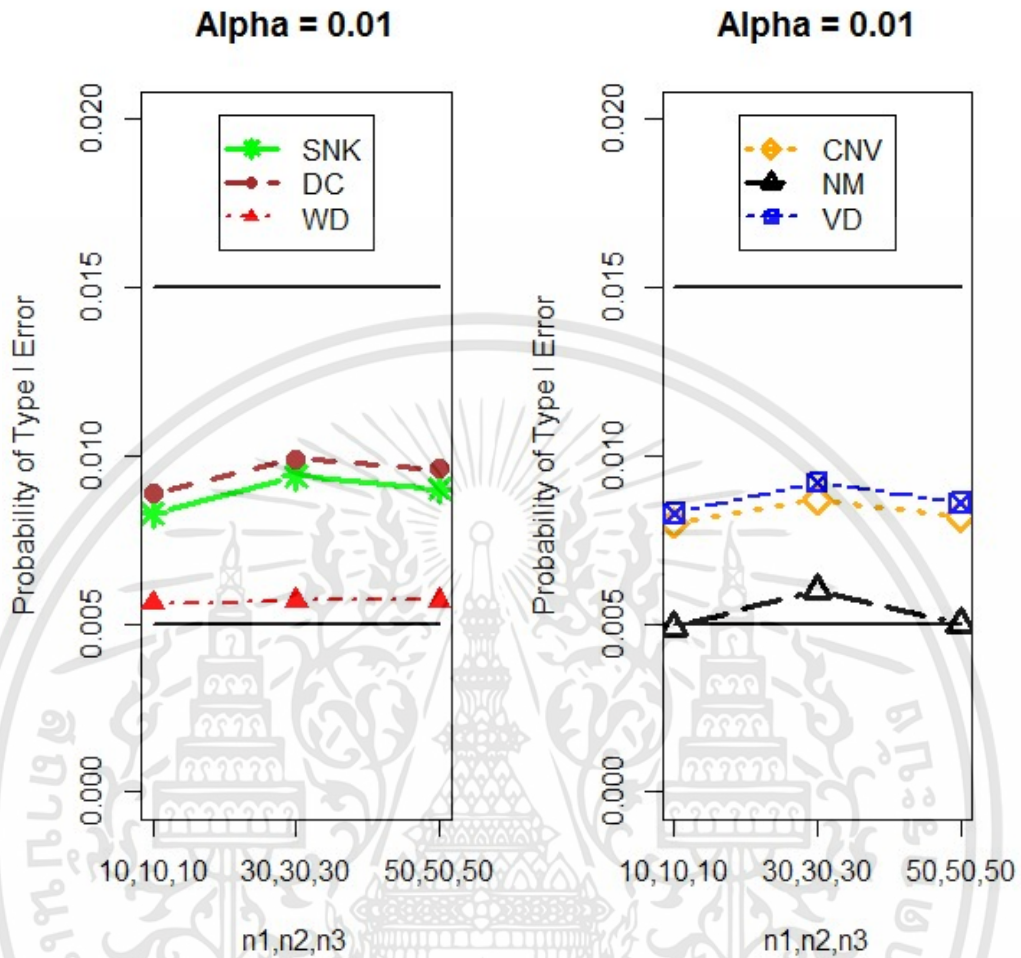 Alpha = 0.01
Probability of Type I Error
0.020
0.015
0.010
0.005
0.000
SNK
DC
WD
10,10,10 30,30,30 50,50,50
n1,n2,n3
Alpha = 0.01
Probability of Type I Error
0.020
0.015
0.010
0.005
0.000
CNV
NM
VD
10,10,10 30,30,30 50,50,50
n1,n2,n3